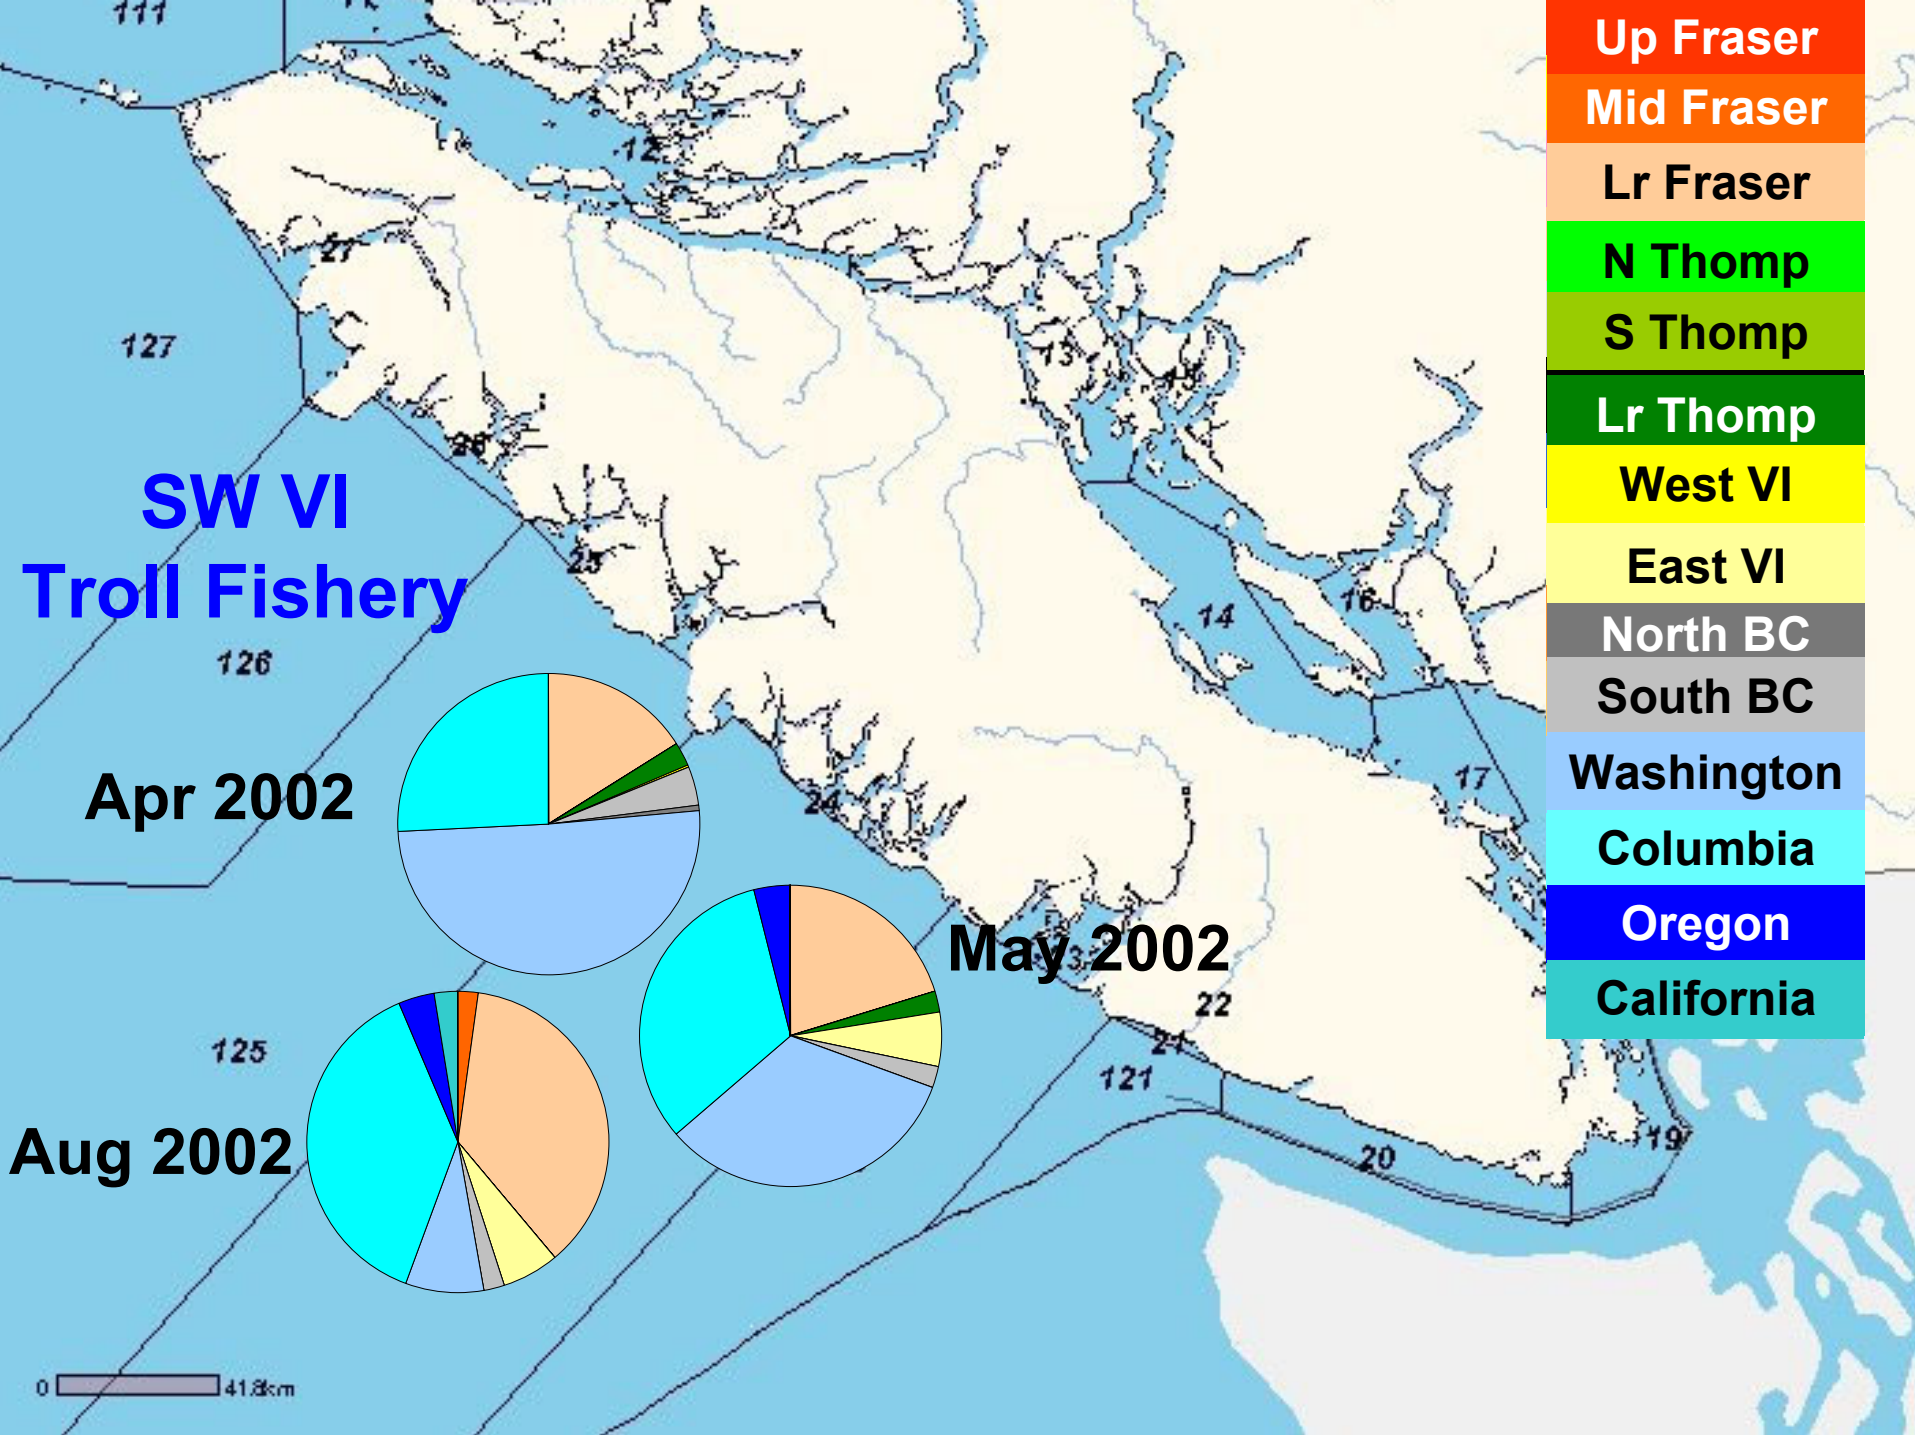 111
12
27
127
13
15
26
SW VI
Troll Fishery
25
126
14
16
17
24
Apr 2002
May 2002
22
21
121
125
Aug 2002
20
19
0
41.8km
Up Fraser
Mid Fraser
Lr Fraser
N Thomp
S Thomp
Lr Thomp
West VI
East VI
North BC
South BC
Washington
Columbia
Oregon
California